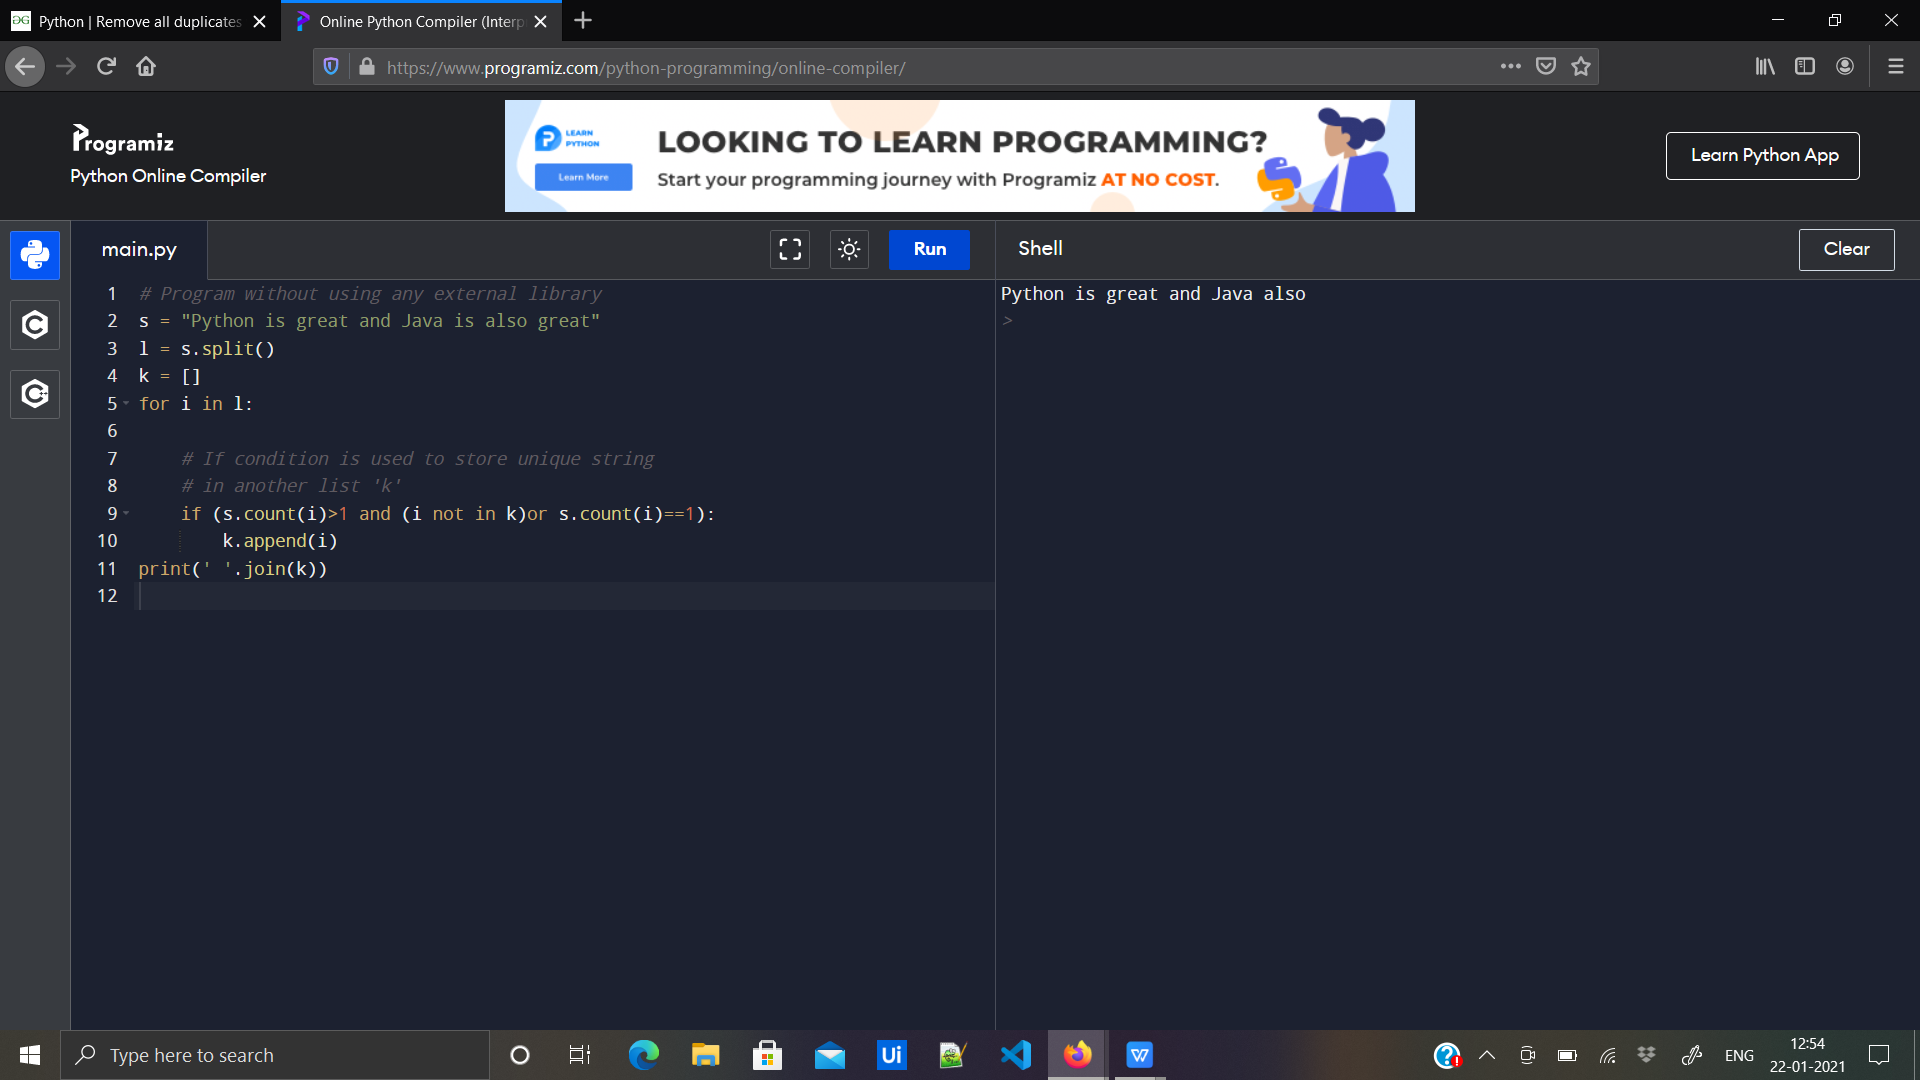 Python | Remove all duplicates
Online Python Compiler (Interp
https://www.programiz.com/python-programming/online-compiler/
Programiz
Python Online Compiler
LEARN PYTHON
Learn More
LOOKING TO LEARN PROGRAMMING?
Start your programming journey with Programiz AT NO COST.
Learn Python App
main.py
Run
Shell
Clear
1 # Program without using any external library
2 s = "Python is great and Java is also great"
3 l = s.split()
4 k = []
5 for i in l:
6
7     # If condition is used to store unique string
8     # in another list 'k'
9     if (s.count(i)>1 and (i not in k)or s.count(i)==1):
10         k.append(i)
11 print(' '.join(k))
12
Python is great and Java also
>
Type here to search
Ui
W
ENG
12:54
22-01-2021